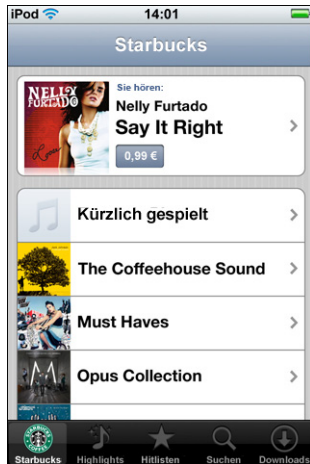 iPod 14:01
Starbucks
NELLY
FURTADO
Loose
Sie hören:
Nelly Furtado
Say It Right
0,99 €
Kürzlich gespielt
The Coffeehouse Sound
Must Haves
Opus Collection
STARBUCKS
COFFEE
Starbucks Highlights Hitlisten Suchen Downloads